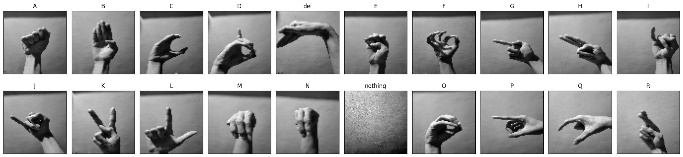 A B C D del E F G H I
J K L M N nothing O P Q R